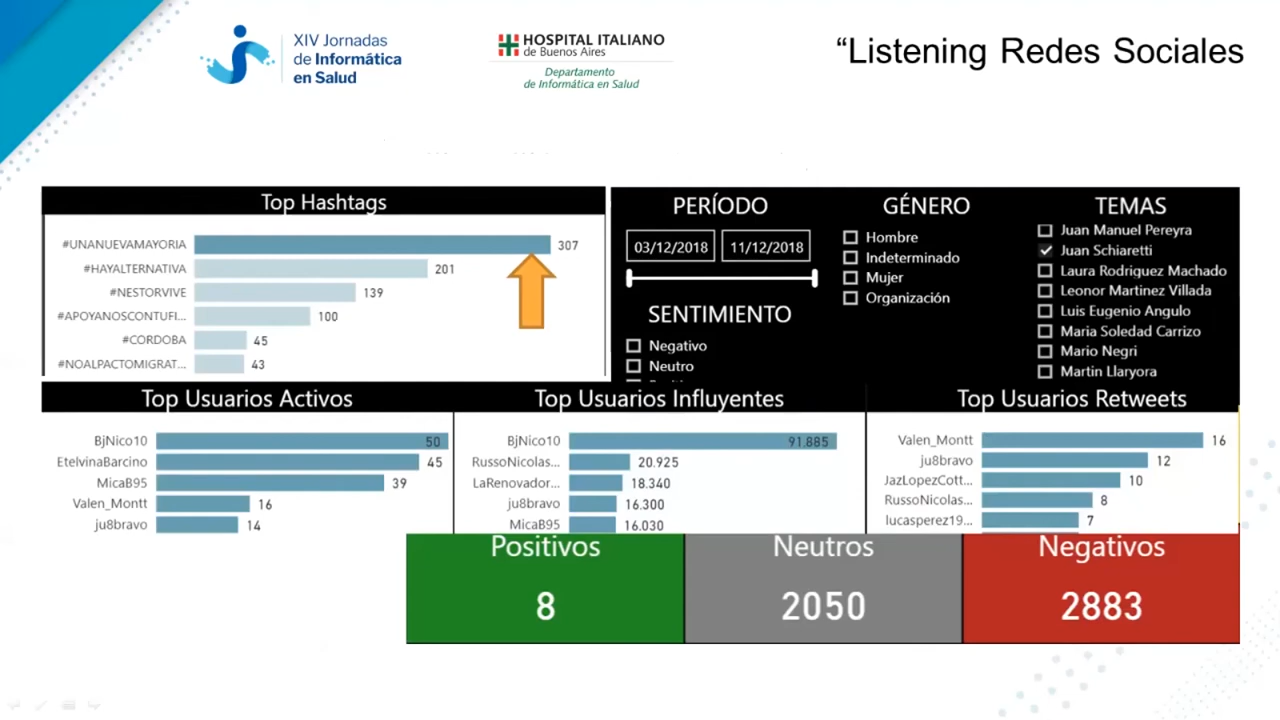 XIV Jornadas
de Informática
en Salud
HOSPITAL ITALIANO
de Buenos Aires
Departamento
de Informática en Salud
“Listening Redes Sociales
Top Hashtags
#UNANUEVAMAYORIA 307
#HAYALTERNATIVA 201
#NESTORVIVE 139
#APOYANOSCONTUFI... 100
#CORDOBA 45
#NOALPACTOMIGRAT... 43
PERÍODO
03/12/2018 11/12/2018
SENTIMIENTO
Negativo
Neutro
GÉNERO
Hombre
Indeterminado
Mujer
Organización
TEMAS
Juan Manuel Pereyra
Juan Schiaretti
Laura Rodriguez Machado
Leonor Martinez Villada
Luis Eugenio Angulo
Maria Soledad Carrizo
Mario Negri
Martin Llaryora
Top Usuarios Activos
BjNico10 50
EtelvinaBarcino 45
MicaB95 39
Valen_Montt 16
ju8bravo 14
Top Usuarios Influyentes
BjNico10 91.885
RussoNicolas... 20.925
LaRenovador... 18.340
ju8bravo 16.300
MicaB95 16.030
Top Usuarios Retweets
Valen_Montt 16
ju8bravo 12
JazLopezCott... 10
RussoNicolas... 8
lucasperez19... 7
Positivos
8
Neutros
2050
Negativos
2883